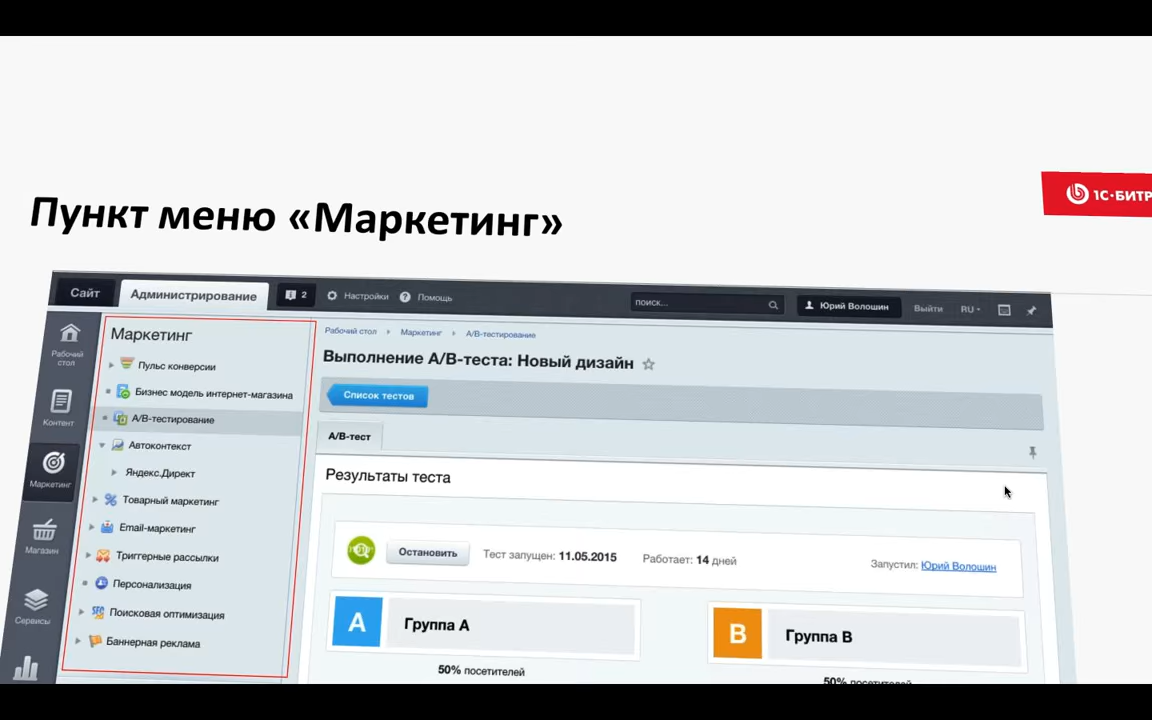 Пункт меню «Маркетинг»
1С·БИТР
Сайт
Администрирование
2
Настройки
Помощь
поиск...
Юрий Волошин
Выйти
RU
Рабочий стол
Контент
Маркетинг
Магазин
Сервисы
Маркетинг
Пульс конверсии
Бизнес модель интернет-магазина
A/B-тестирование
Автоконтекст
Яндекс.Директ
Товарный маркетинг
Email-маркетинг
Триггерные рассылки
Персонализация
Поисковая оптимизация
Баннерная реклама
Рабочий стол Маркетинг A/B-тестирование
Выполнение A/B-теста: Новый дизайн
Список тестов
A/B-тест
Результаты теста
Остановить
Тест запущен: 11.05.2015
Работает: 14 дней
Запустил: Юрий Волошин
A
Группа A
50% посетителей
B
Группа B
50% посетителей